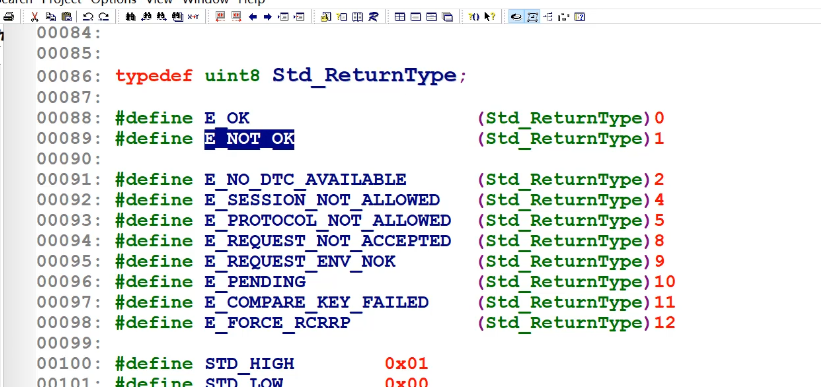 Search Project Options View Window Help
00084:
00085:
00086: typedef uint8 Std_ReturnType;
00087:
00088: #define E_OK (Std_ReturnType)0
00089: #define E_NOT_OK (Std_ReturnType)1
00090:
00091: #define E_NO_DTC_AVAILABLE (Std_ReturnType)2
00092: #define E_SESSION_NOT_ALLOWED (Std_ReturnType)4
00093: #define E_PROTOCOL_NOT_ALLOWED (Std_ReturnType)5
00094: #define E_REQUEST_NOT_ACCEPTED (Std_ReturnType)8
00095: #define E_REQUEST_ENV_NOK (Std_ReturnType)9
00096: #define E_PENDING (Std_ReturnType)10
00097: #define E_COMPARE_KEY_FAILED (Std_ReturnType)11
00098: #define E_FORCE_RCRRP (Std_ReturnType)12
00099:
00100: #define STD_HIGH 0x01
00101: #define STD_LOW 0x00